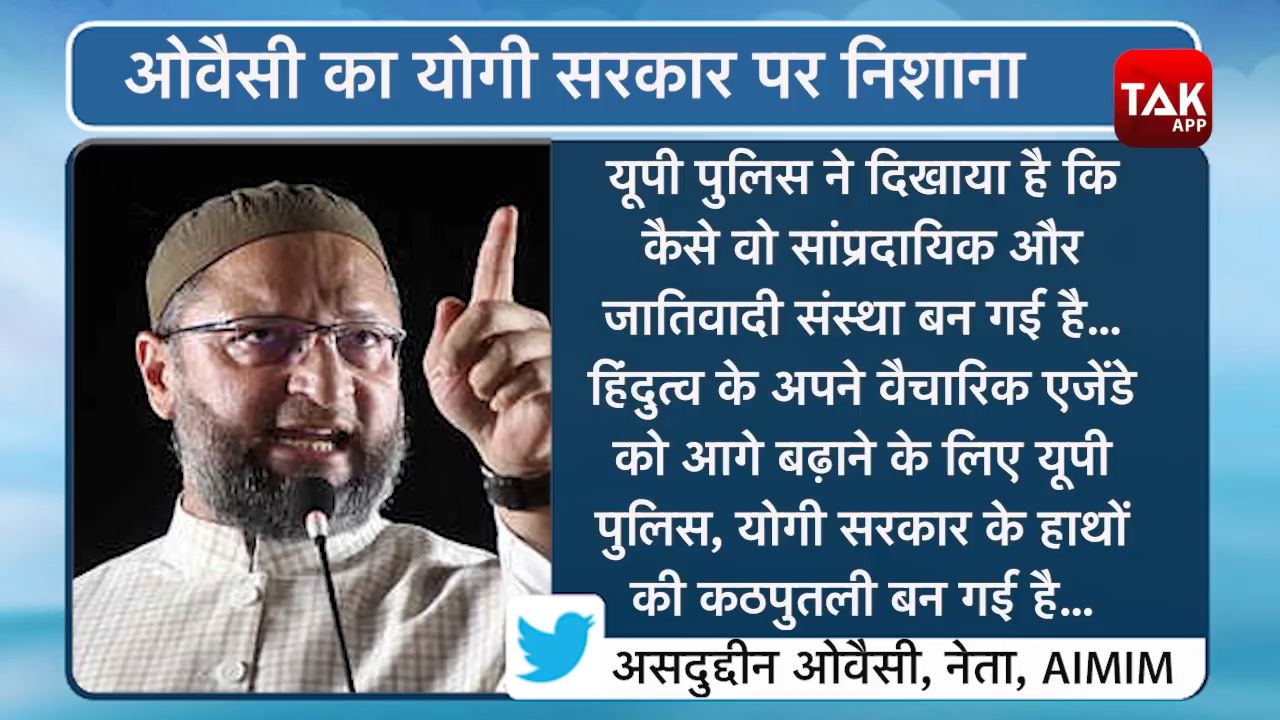 ओवैसी का योगी सरकार पर निशाना
TAK
APP
यूपी पुलिस ने दिखाया है कि
कैसे वो सांप्रदायिक और
जातिवादी संस्था बन गई है...
हिंदुत्व के अपने वैचारिक एजेंडे
को आगे बढ़ाने के लिए यूपी
पुलिस, योगी सरकार के हाथों
की कठपुतली बन गई है...
असदुद्दीन ओवैसी, नेता, AIMIM